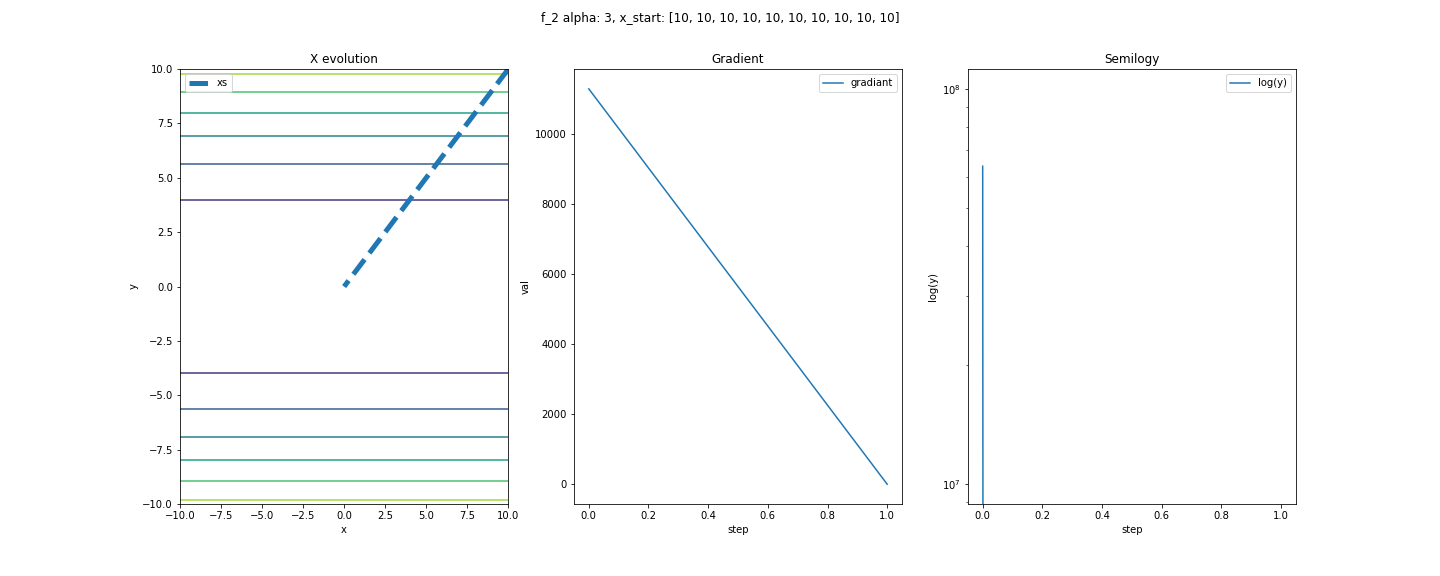 f_2 alpha: 3, x_start: [10, 10, 10, 10, 10, 10, 10, 10, 10, 10]
X evolution
xs
10.0
7.5
5.0
2.5
0.0
−2.5
−5.0
−7.5
−10.0
y
−10.0 −7.5 −5.0 −2.5 0.0 2.5 5.0 7.5 10.0
x
Gradient
gradiant
10000
8000
6000
4000
2000
0
val
0.0 0.2 0.4 0.6 0.8 1.0
step
Semilogy
log(y)
10⁸
10⁷
log(y)
0.0 0.2 0.4 0.6 0.8 1.0
step